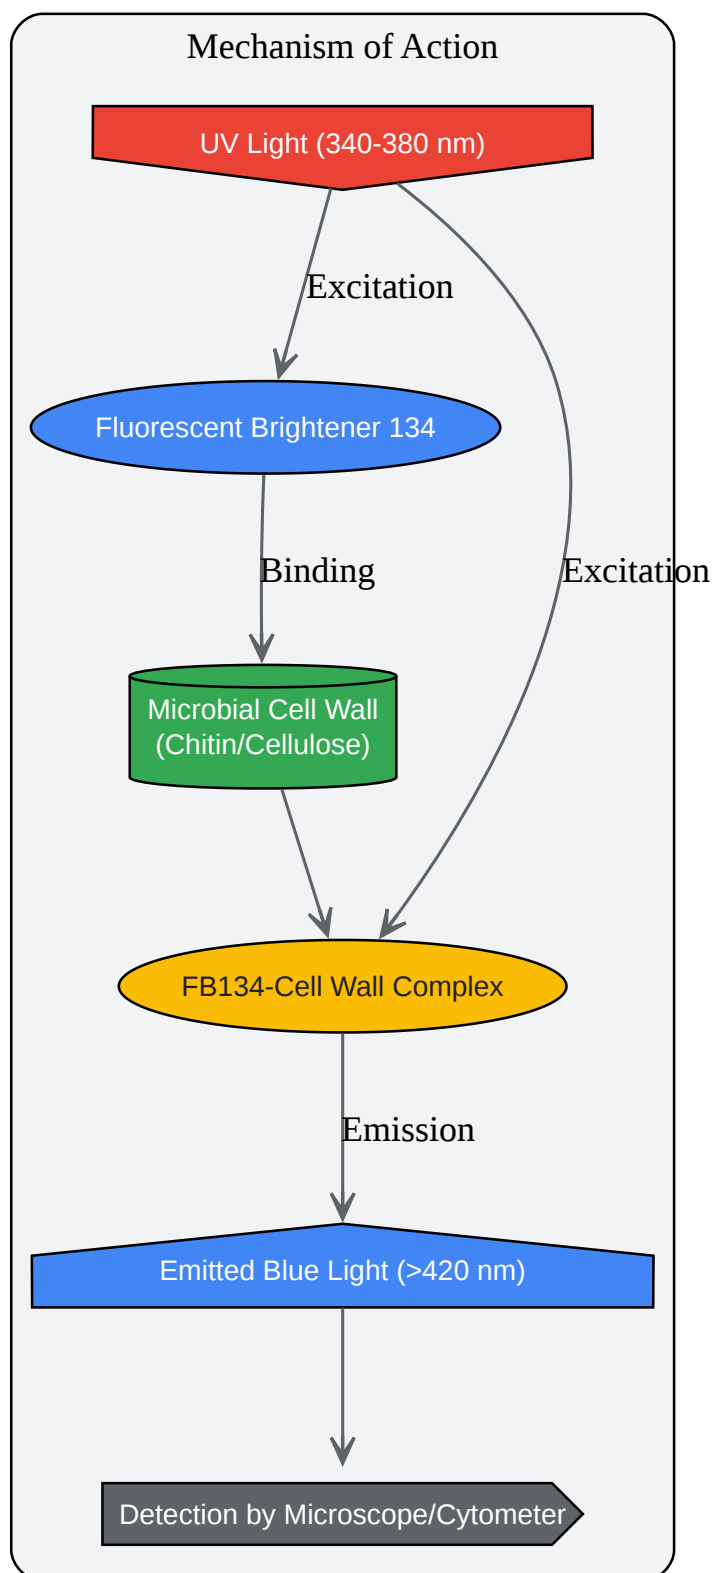 Mechanism of Action
UV Light (340-380 nm)
Excitation
Fluorescent Brightener 134
Binding
Excitation
Microbial Cell Wall
(Chitin/Cellulose)
FB134-Cell Wall Complex
Emission
Emitted Blue Light (>420 nm)
Detection by Microscope/Cytometer